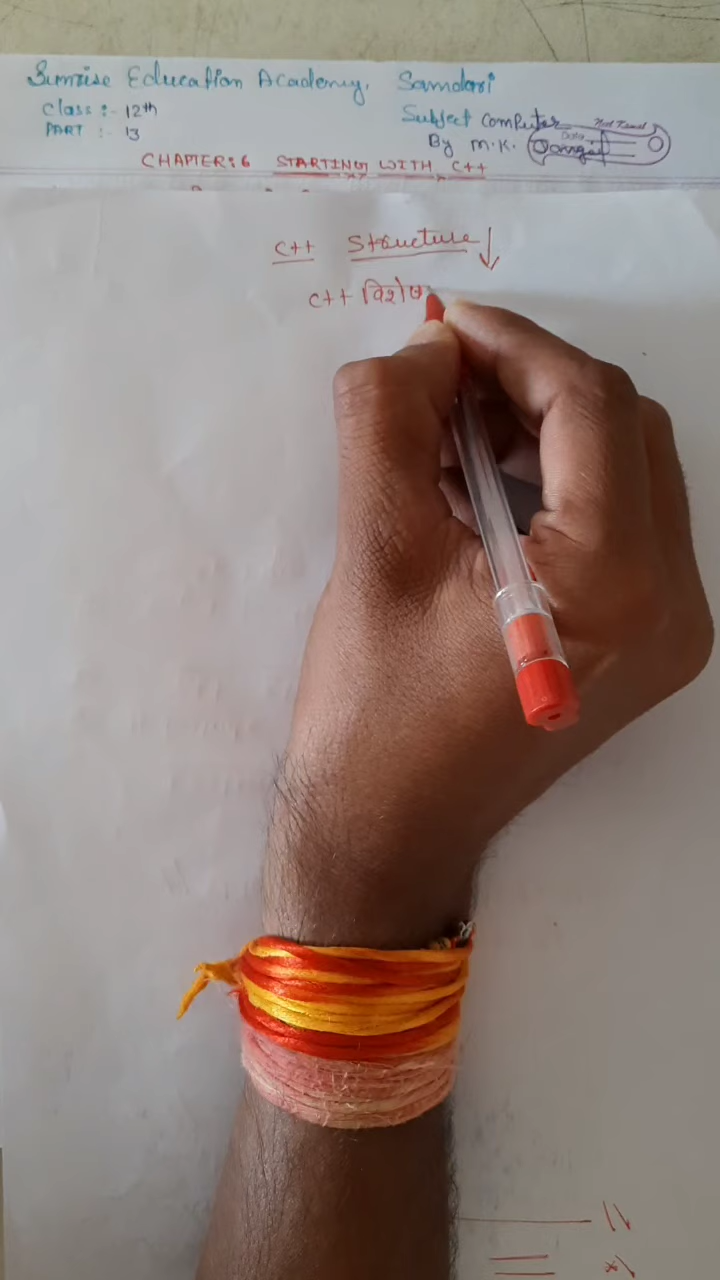 Sunrise Education Academy, Samdari
Class :- 12th
Subject Computer
PART :- 13
By M.K.
CHAPTER:6 STARTING WITH C++
C++ Structure
C++ विशेष